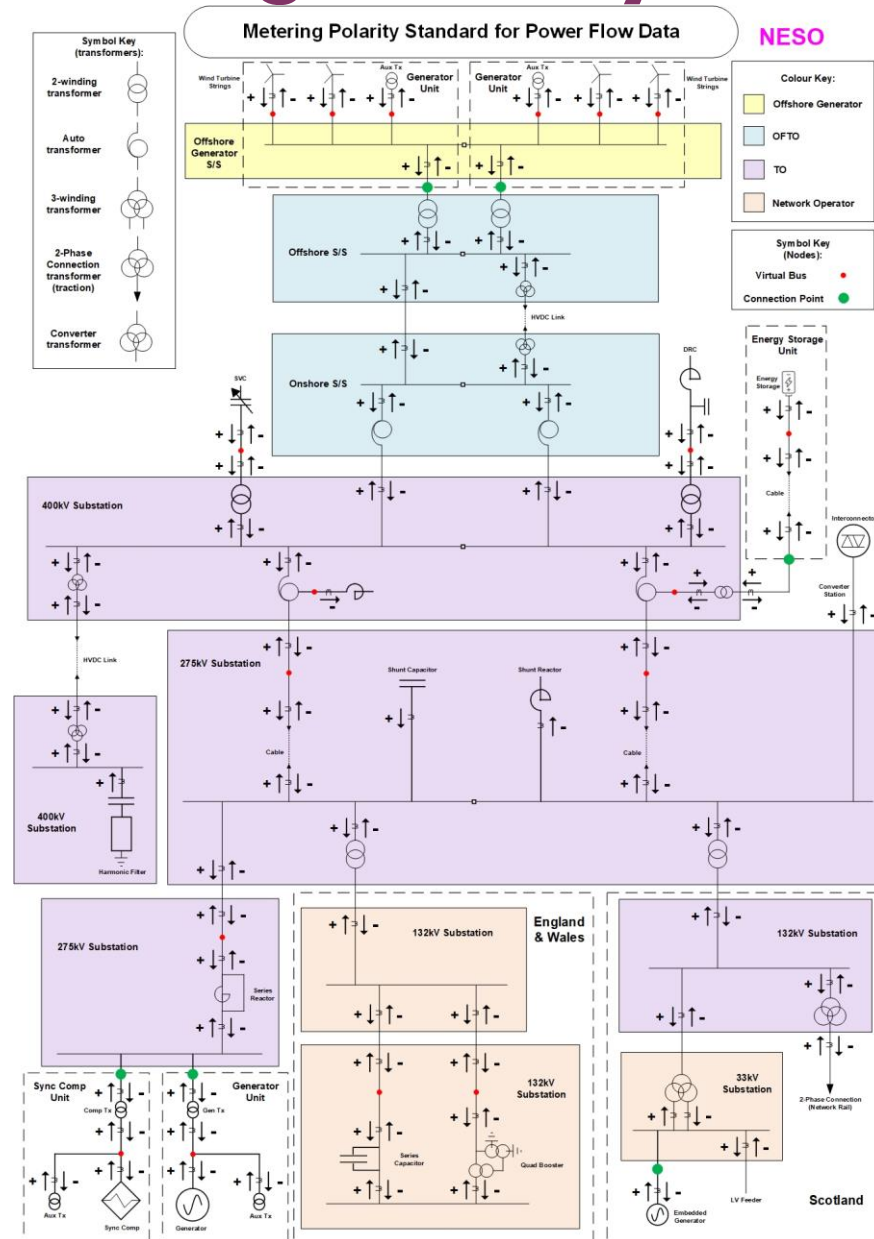 Metering Polarity Standard for Power Flow Data
NESO
Symbol Key
(transformers):
2-winding
transformer
Auto
transformer
3-winding
transformer
2-Phase
Connection
transformer
(traction)
Converter
transformer
Colour Key:
Offshore Generator
OFTO
TO
Network Operator
Symbol Key
(Nodes):
Virtual Bus
Connection Point
Wind Turbine
Strings
Aux Tx
Generator
Unit
Generator
Unit
Aux Tx
Wind Turbine
Strings
Offshore
Generator
S/S
Offshore S/S
HVDC Link
Onshore S/S
SVC
DRC
Energy Storage
Unit
Energy
Storage
Cable
Interconnector
Converter
Station
400kV Substation
HVDC Link
275kV Substation
Shunt Capacitor
Shunt Reactor
Cable
Cable
400kV
Substation
Harmonic Filter
275kV Substation
Series
Reactor
England
& Wales
132kV Substation
132kV
Substation
Series
Capacitor
Quad Booster
132kV Substation
33kV
Substation
2-Phase Connection
(Network Rail)
LV Feeder
Embedded
Generator
Scotland
Sync Comp
Unit
Comp Tx
Aux Tx
Sync Comp
Generator
Unit
Gen Tx
Generator
Aux Tx